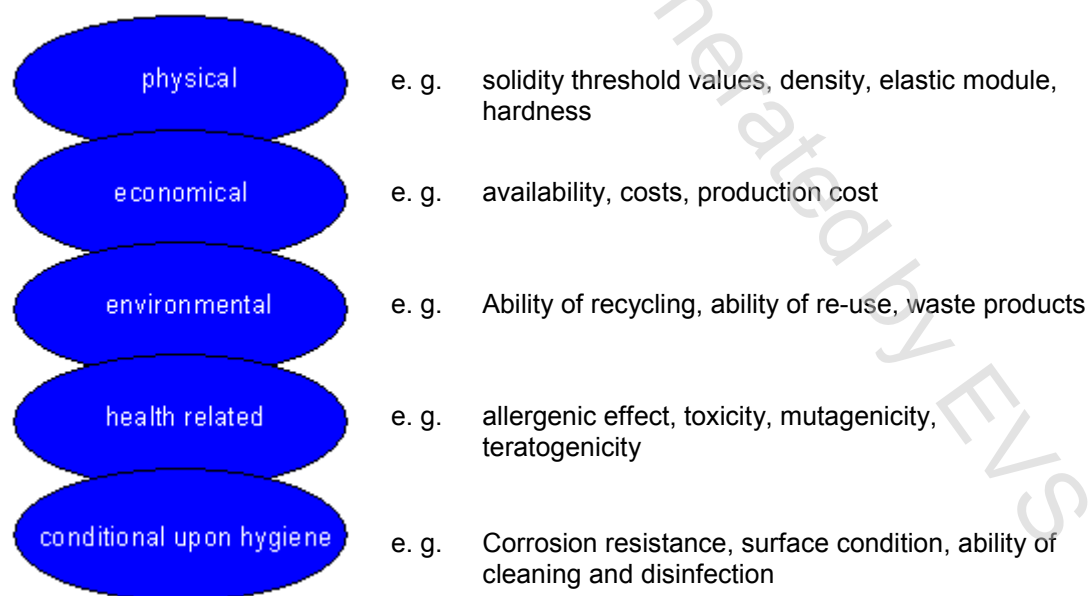 physical e. g. solidity threshold values, density, elastic module,
hardness
economical e. g. availability, costs, production cost
environmental e. g. Ability of recycling, ability of re-use, waste products
health related e. g. allergenic effect, toxicity, mutagenicity,
teratogenicity
conditional upon hygiene e. g. Corrosion resistance, surface condition, ability of
cleaning and disinfection
nerated by EVS